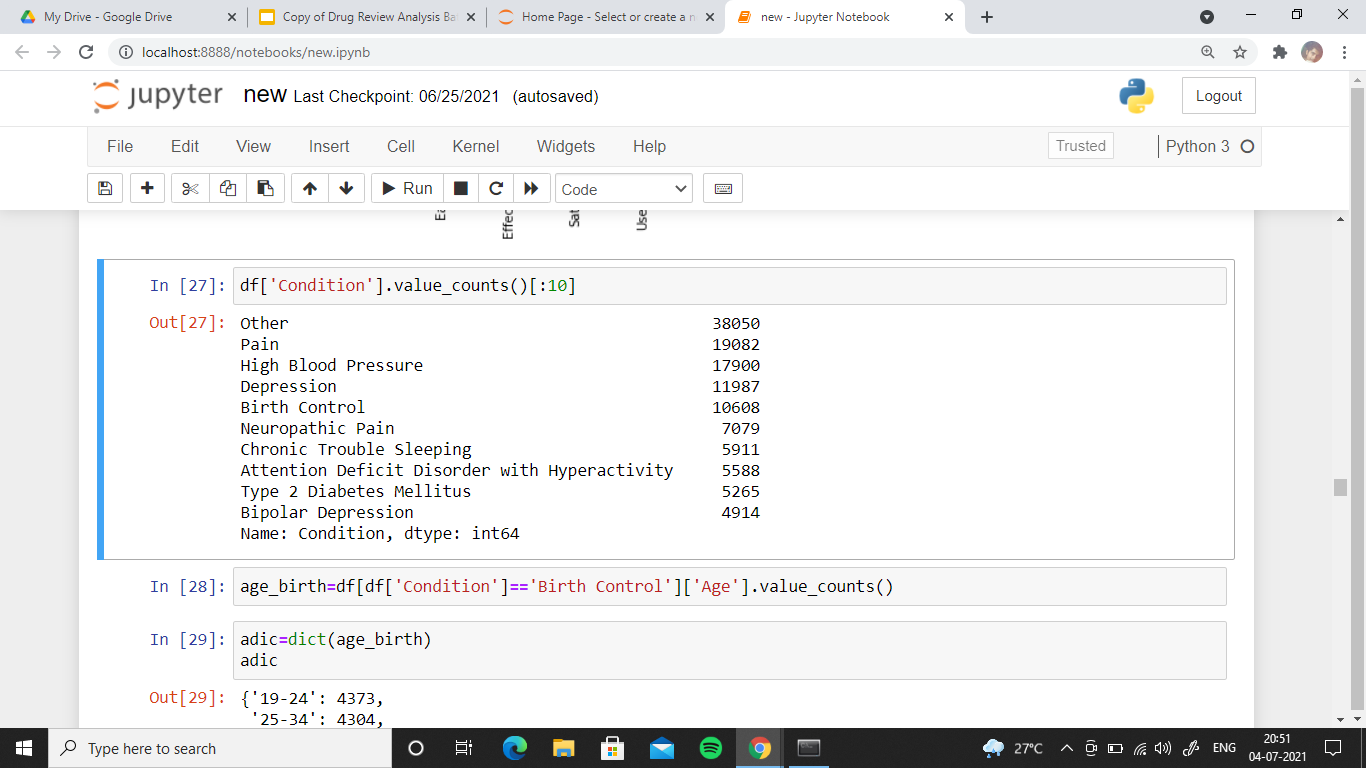 My Drive - Google Drive
Copy of Drug Review Analysis Ba
Home Page - Select or create a n
new - Jupyter Notebook
localhost:8888/notebooks/new.ipynb
jupyter new Last Checkpoint: 06/25/2021 (autosaved)
Logout
File Edit View Insert Cell Kernel Widgets Help
Trusted
Python 3
Run
Code
Effec
Sat
Use
In [27]: df['Condition'].value_counts()[:10]
Out[27]: Other 38050
Pain 19082
High Blood Pressure 17900
Depression 11987
Birth Control 10608
Neuropathic Pain 7079
Chronic Trouble Sleeping 5911
Attention Deficit Disorder with Hyperactivity 5588
Type 2 Diabetes Mellitus 5265
Bipolar Depression 4914
Name: Condition, dtype: int64
In [28]: age_birth=df[df['Condition']=='Birth Control']['Age'].value_counts()
In [29]: adic=dict(age_birth)
adic
Out[29]: {'19-24': 4373,
'25-34': 4304,
Type here to search
27°C
ENG
20:51
04-07-2021